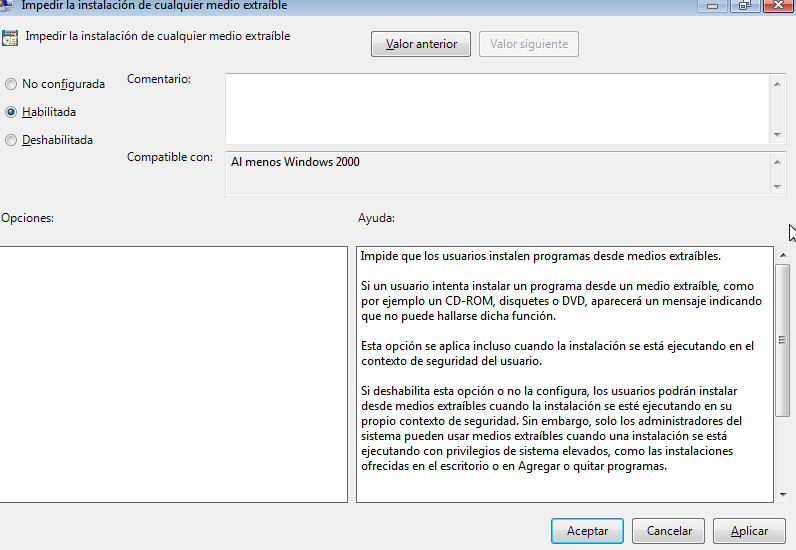 Impedir la instalación de cualquier medio extraíble
Impedir la instalación de cualquier medio extraíble
Valor anterior
Valor siguiente
No configurada
Habilitada
Deshabilitada
Comentario:
Compatible con:
Al menos Windows 2000
Opciones:
Ayuda:
Impide que los usuarios instalen programas desde medios extraíbles.
Si un usuario intenta instalar un programa desde un medio extraíble, como
por ejemplo un CD-ROM, disquetes o DVD, aparecerá un mensaje indicando
que no puede hallarse dicha función.
Esta opción se aplica incluso cuando la instalación se está ejecutando en el
contexto de seguridad del usuario.
Si deshabilita esta opción o no la configura, los usuarios podrán instalar
desde medios extraíbles cuando la instalación se esté ejecutando en su
propio contexto de seguridad. Sin embargo, solo los administradores del
sistema pueden usar medios extraíbles cuando una instalación se está
ejecutando con privilegios de sistema elevados, como las instalaciones
ofrecidas en el escritorio o en Agregar o quitar programas.
Aceptar
Cancelar
Aplicar